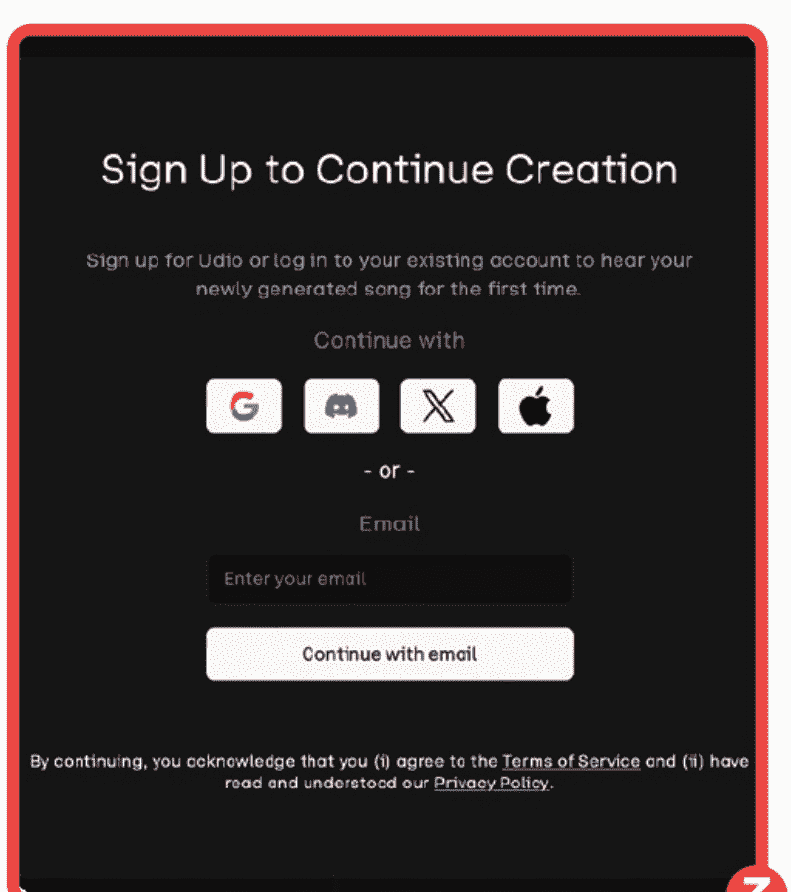 Sign Up to Continue Creation
Sign up for Udio or log in to your existing account to hear your
newly generated song for the first time.
Continue with
- or -
Email
Enter your email
Continue with email
By continuing, you acknowledge that you (i) agree to the Terms of Service and (ii) have
read and understood our Privacy Policy.